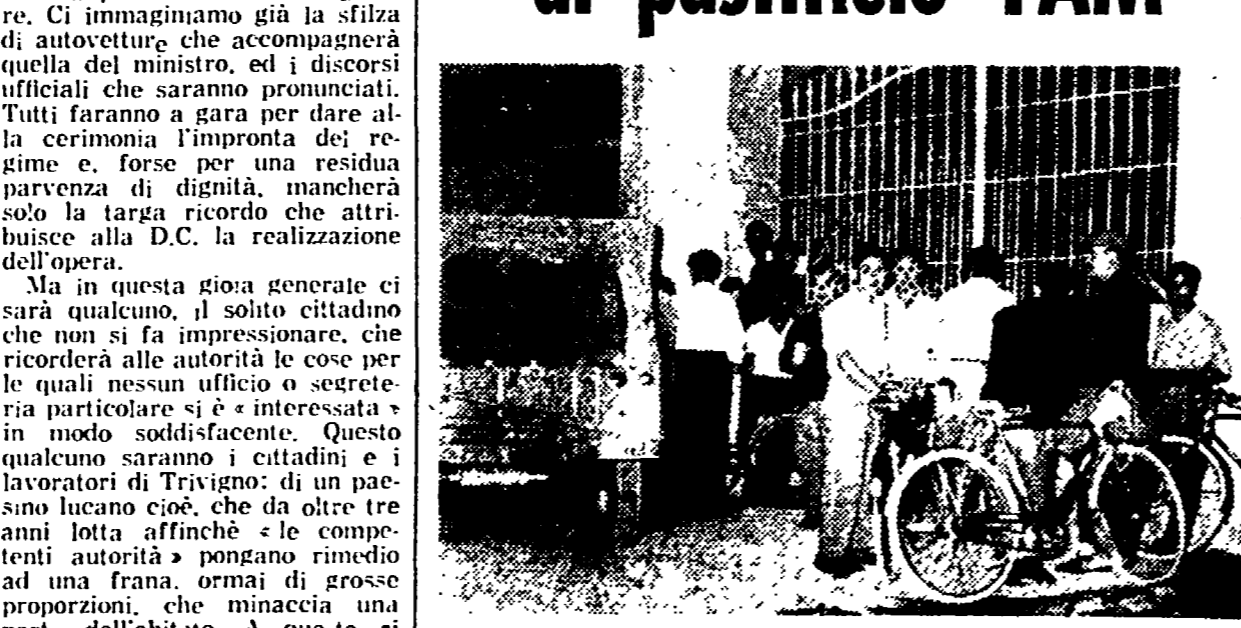 re. Ci immaginiamo già la sfilza
di autovetture che accompagnerà
quella del ministro, ed i discorsi
ufficiali che saranno pronunciati.
Tutti faranno a gara per dare al-
la cerimonia l'impronta del re-
gime e, forse per una residua
parvenza di dignità, mancherà
solo la targa ricordo che attri-
buisce alla D.C. la realizzazione
dell'opera.
Ma in questa gioia generale ci
sarà qualcuno, il solito cittadino
che non si fa impressionare, che
ricorderà alle autorità le cose per
le quali nessun ufficio o segrete-
ria particolare si è « interessata »
in modo soddisfacente. Questo
qualcuno saranno i cittadini e i
lavoratori di Trivigno: di un pae-
sino lucano cioè, che da oltre tre
anni lotta affinchè « le compe-
tenti autorità » pongano rimedio
ad una frana, ormai di grosse
proporzioni, che minaccia una
pastificio